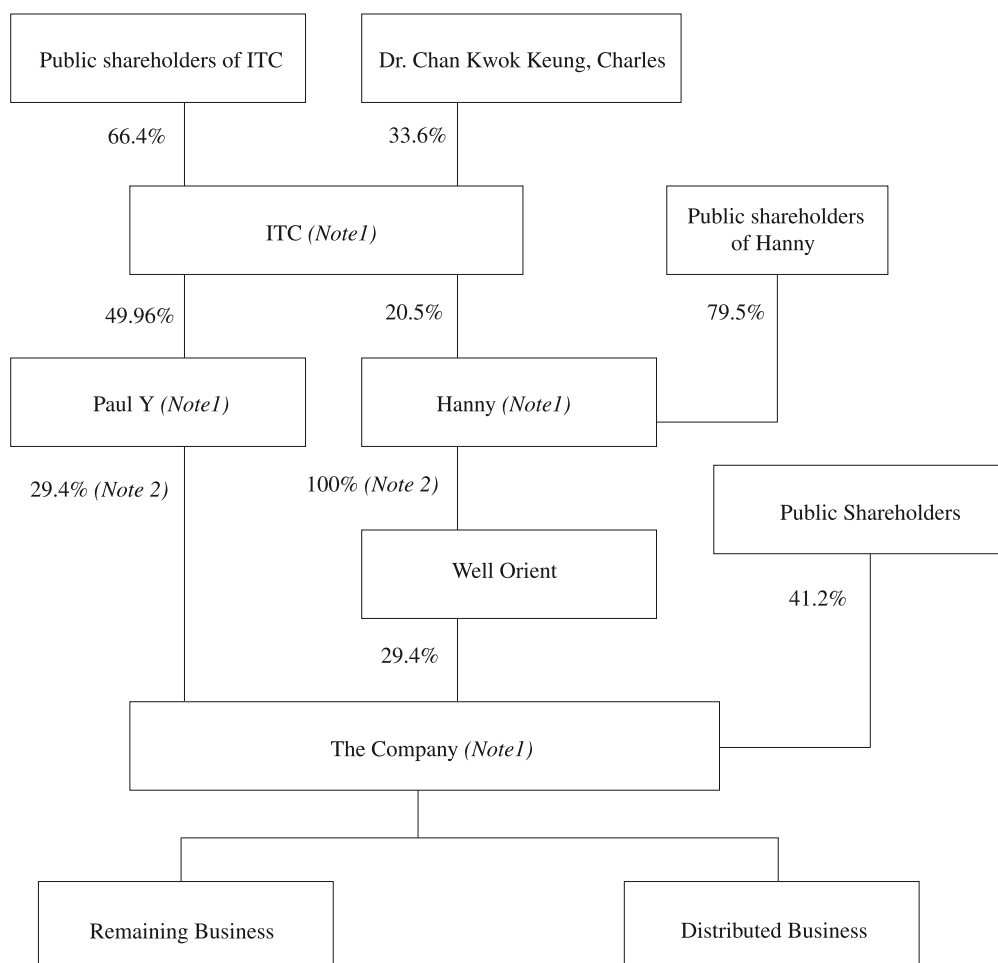 Public shareholders of ITC
Dr. Chan Kwok Keung, Charles
66.4%
33.6%
ITC (Note1)
Public shareholders
of Hanny
49.96%
20.5%
79.5%
Paul Y (Note1)
Hanny (Note1)
29.4% (Note 2)
100% (Note 2)
Public Shareholders
Well Orient
41.2%
29.4%
The Company (Note1)
Remaining Business
Distributed Business